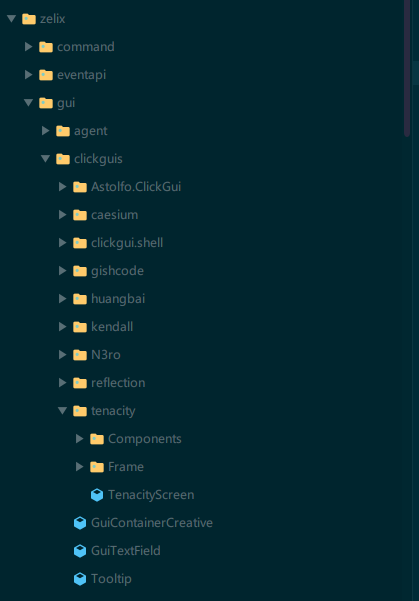 zelix
command
eventapi
gui
agent
clickguis
Astolfo.ClickGui
caesium
clickgui.shell
gishcode
huangbai
kendall
N3ro
reflection
tenacity
Components
Frame
TenacityScreen
GuiContainerCreative
GuiTextField
Tooltip